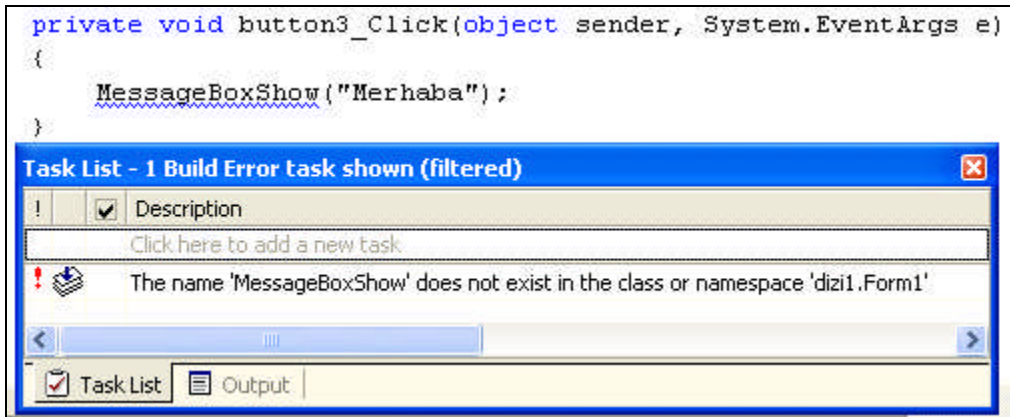 private void button3_Click(object sender, System.EventArgs e)
{
MessageBoxShow("Merhaba");
}
Task List - 1 Build Error task shown (filtered)
! Description
Click here to add a new task
! The name 'MessageBoxShow' does not exist in the class or namespace 'dizi1.Form1'
Task List Output